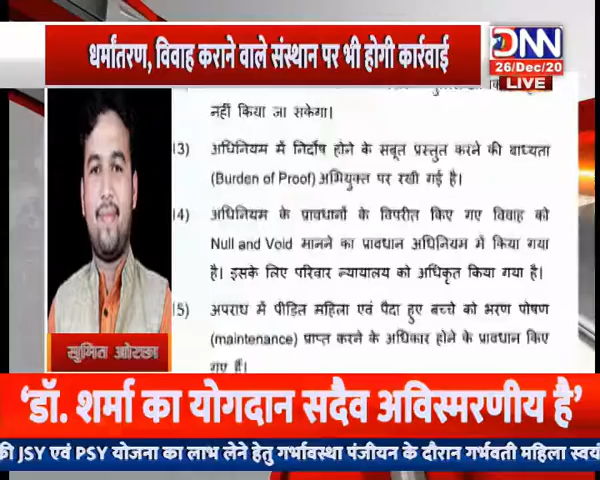 धर्मांतरण, विवाह कराने वाले संस्थान पर भी होगी कार्रवाई
DNN
26/Dec/20
LIVE
नहीं किया जा सकेगा।
13) अधिनियम में निर्दोष होने के सबूत प्रस्तुत करने की बाध्यता
(Burden of Proof) अभियुक्त पर रखी गई है।
14) अधिनियम के प्रावधानों के विपरीत किए गए विवाह को
Null and Void मानने का प्रावधान अधिनियम में किया गया
है। इसके लिए परिवार न्यायालय को अधिकृत किया गया है।
15) अपराध में पीड़ित महिला एवं पैदा हुए बच्चे को भरण पोषण
(maintenance) प्राप्त करने के अधिकार होने के प्रावधान किए
गए हैं।
सुमित ओरछा
‘डॉ. शर्मा का योगदान सदैव अविस्मरणीय है’
की JSY एवं PSY योजना का लाभ लेने हेतु गर्भावस्था पंजीयन के दौरान गर्भवती महिला स्वयं